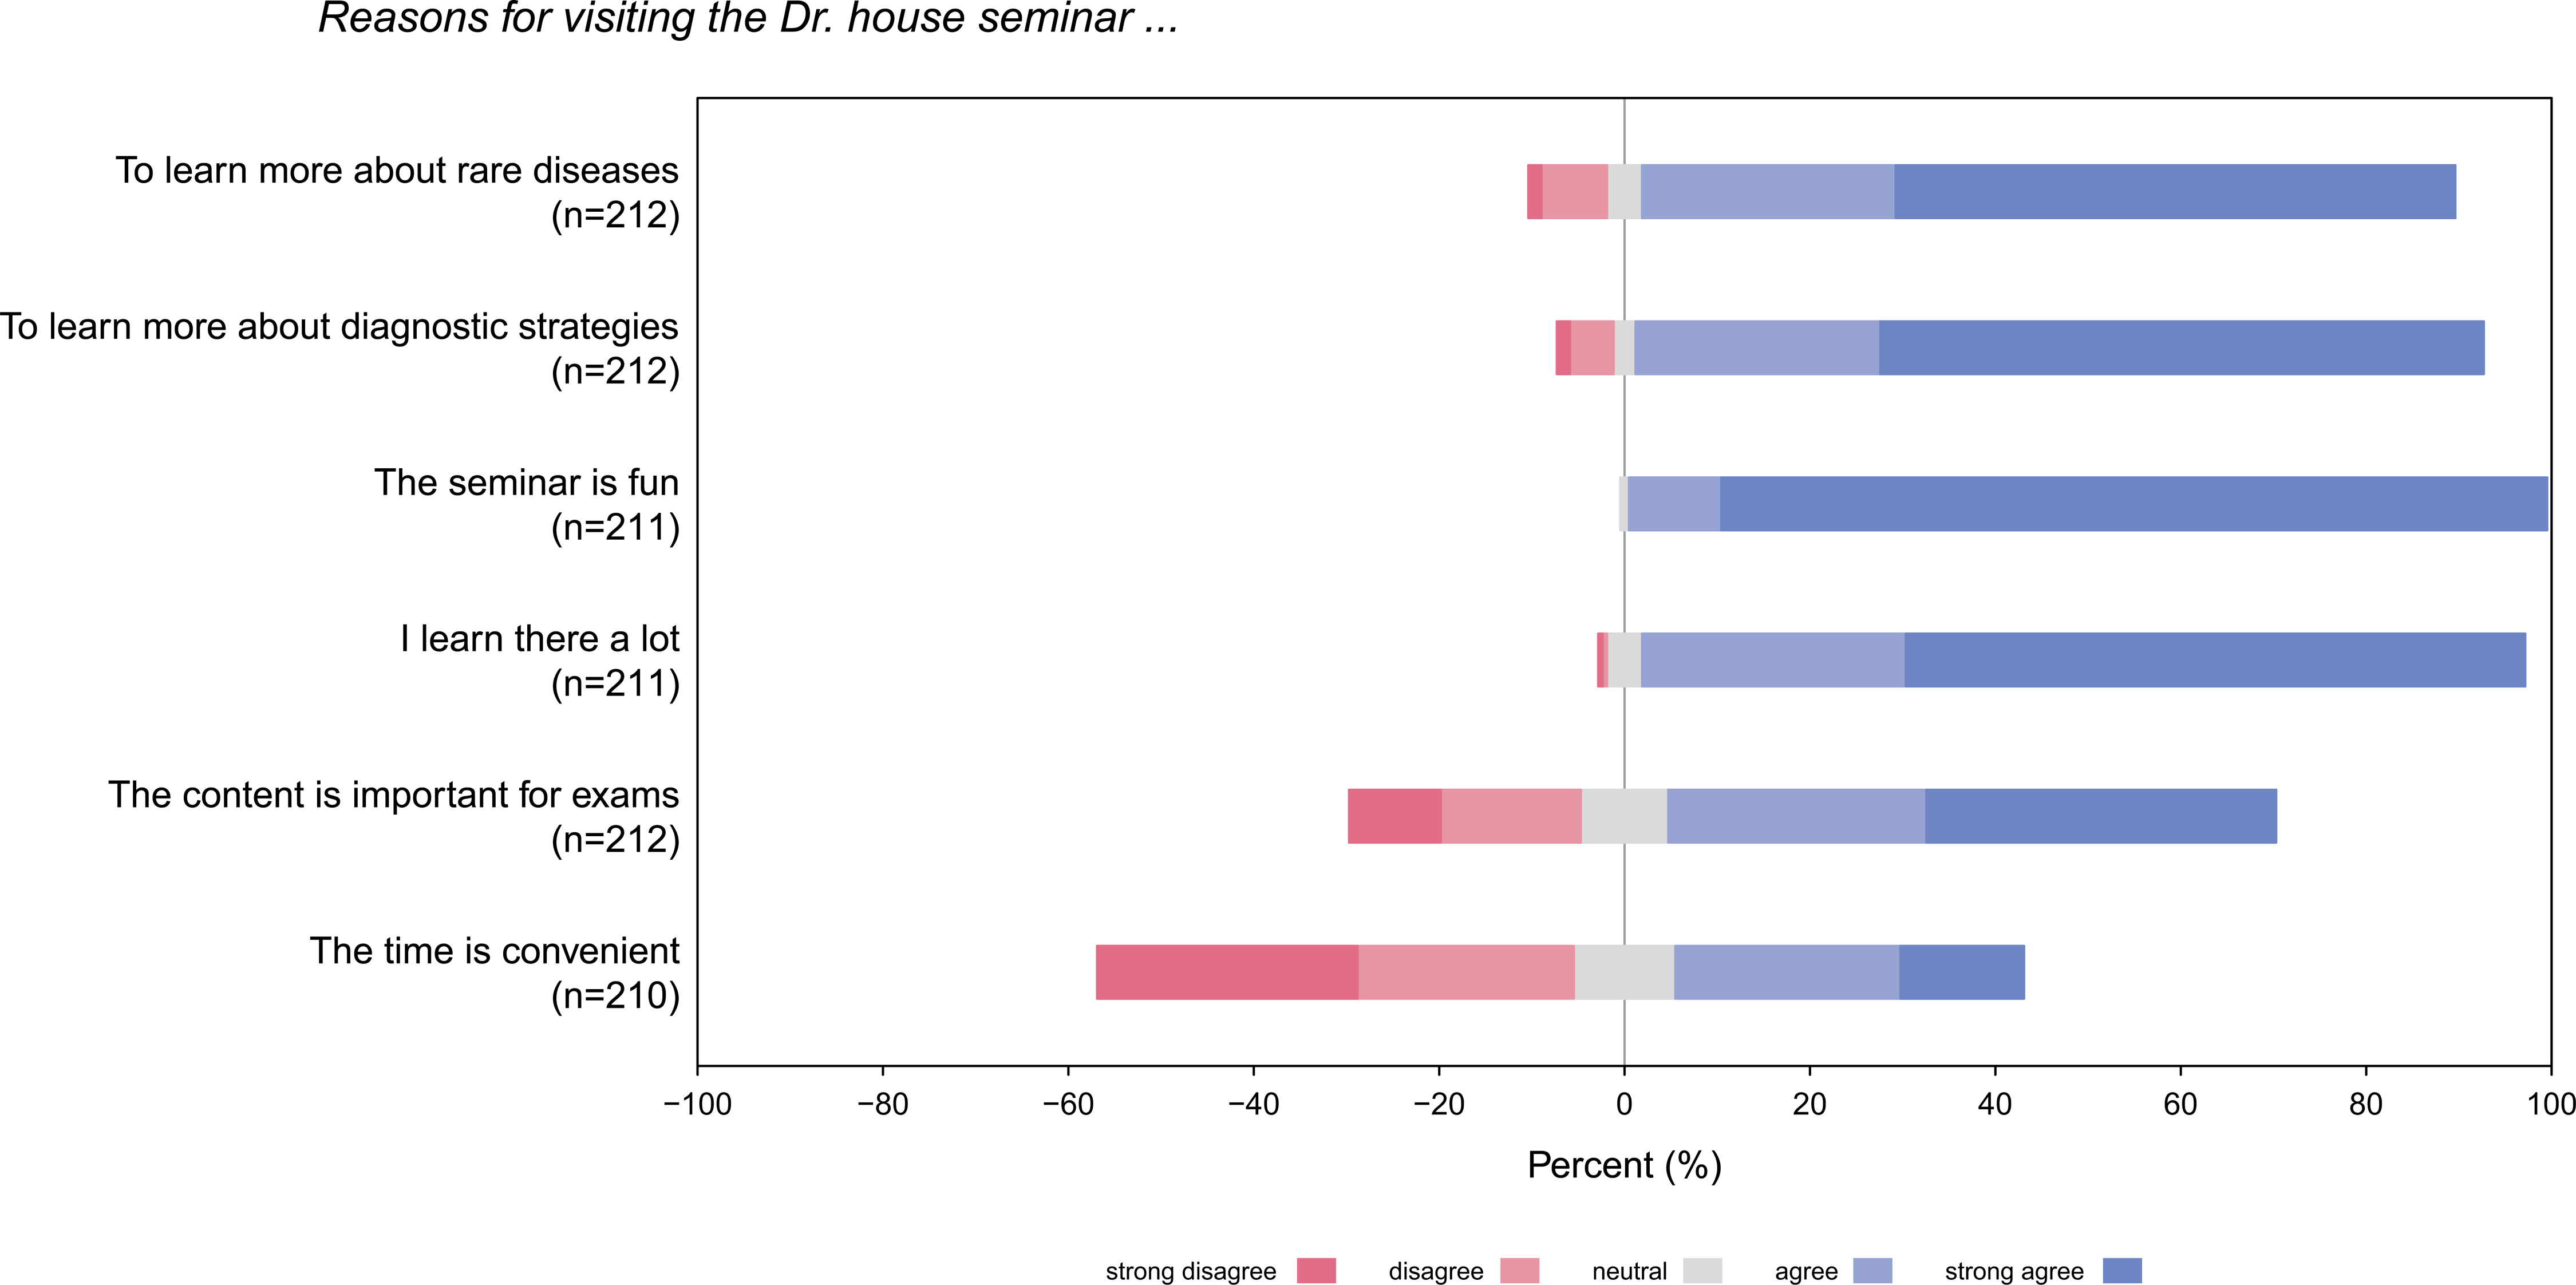 Reasons for visiting the Dr. house seminar ...
To learn more about rare diseases
(n=212)
To learn more about diagnostic strategies
(n=212)
The seminar is fun
(n=211)
I learn there a lot
(n=211)
The content is important for exams
(n=212)
The time is convenient
(n=210)
−100 −80 −60 −40 −20 0 20 40 60 80 100
Percent (%)
strong disagree disagree neutral agree strong agree